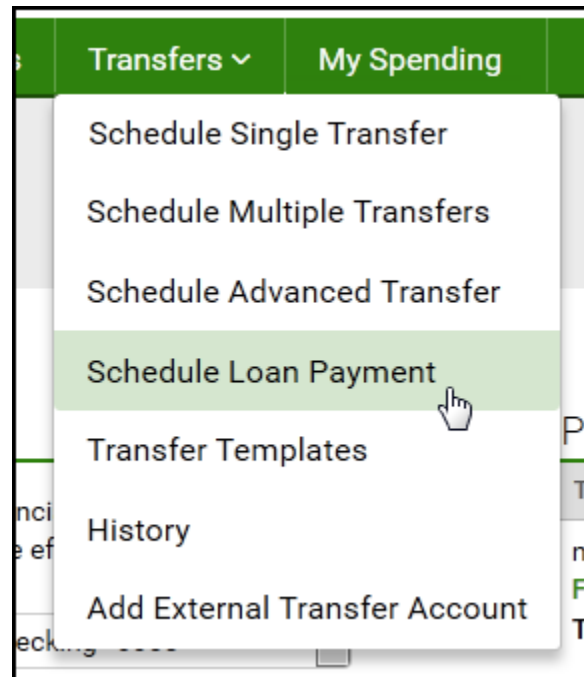 Transfers My Spending
Schedule Single Transfer
Schedule Multiple Transfers
Schedule Advanced Transfer
Schedule Loan Payment
Transfer Templates
History
Add External Transfer Account